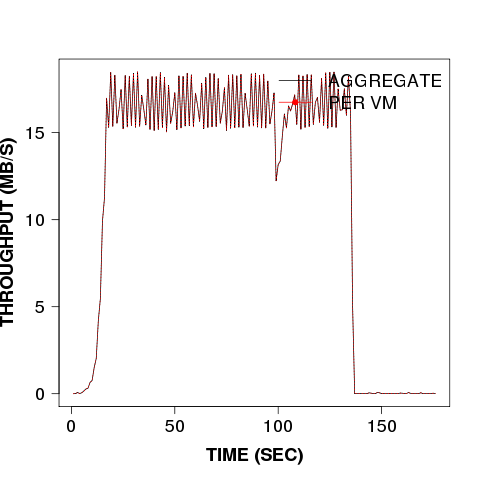 AGGREGATE
PER VM
15
10
5
0
THROUGHPUT (MB/S)
0 50 100 150
TIME (SEC)